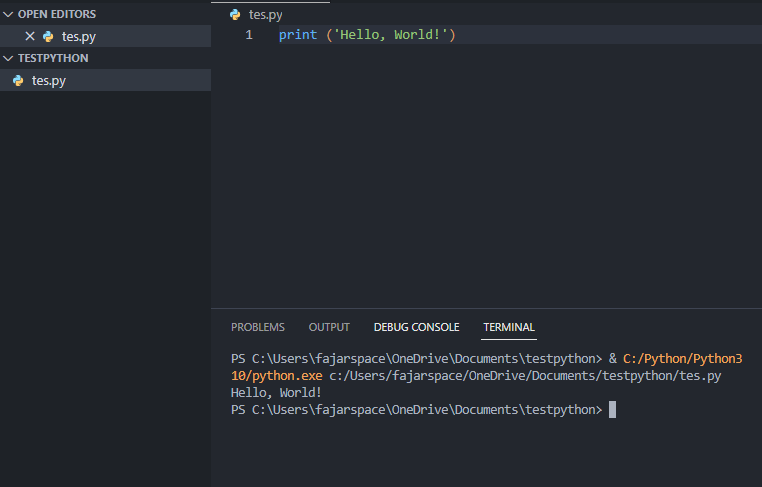 OPEN EDITORS
tes.py
TESTPYTHON
tes.py
tes.py
1 print ('Hello, World!')
PROBLEMS OUTPUT DEBUG CONSOLE TERMINAL
PS C:\Users\fajarspace\OneDrive\Documents\testpython> & C:/Python/Python3
10/python.exe c:/Users/fajarspace/OneDrive/Documents/testpython/tes.py
Hello, World!
PS C:\Users\fajarspace\OneDrive\Documents\testpython>